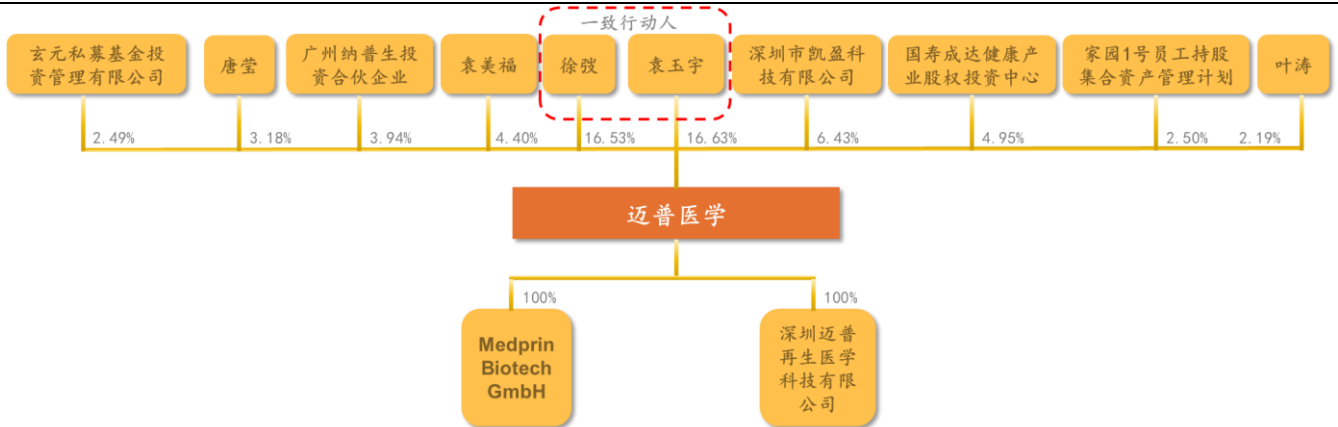 一致行动人
玄元私募基金投
资管理有限公司
唐莹
广州纳普生投
资合伙企业
袁美福
徐弢
袁玉宇
深圳市凯盈科
技有限公司
国寿成达健康产
业股权投资中心
家园1号员工持股
集合资产管理计划
叶涛
2.49%
3.18%
3.94%
4.40%
16.53%
16.63%
6.43%
4.95%
2.50%
2.19%
迈普医学
100%
100%
Medprin
Biotech
GmbH
深圳迈普
再生医学
科技有限
公司